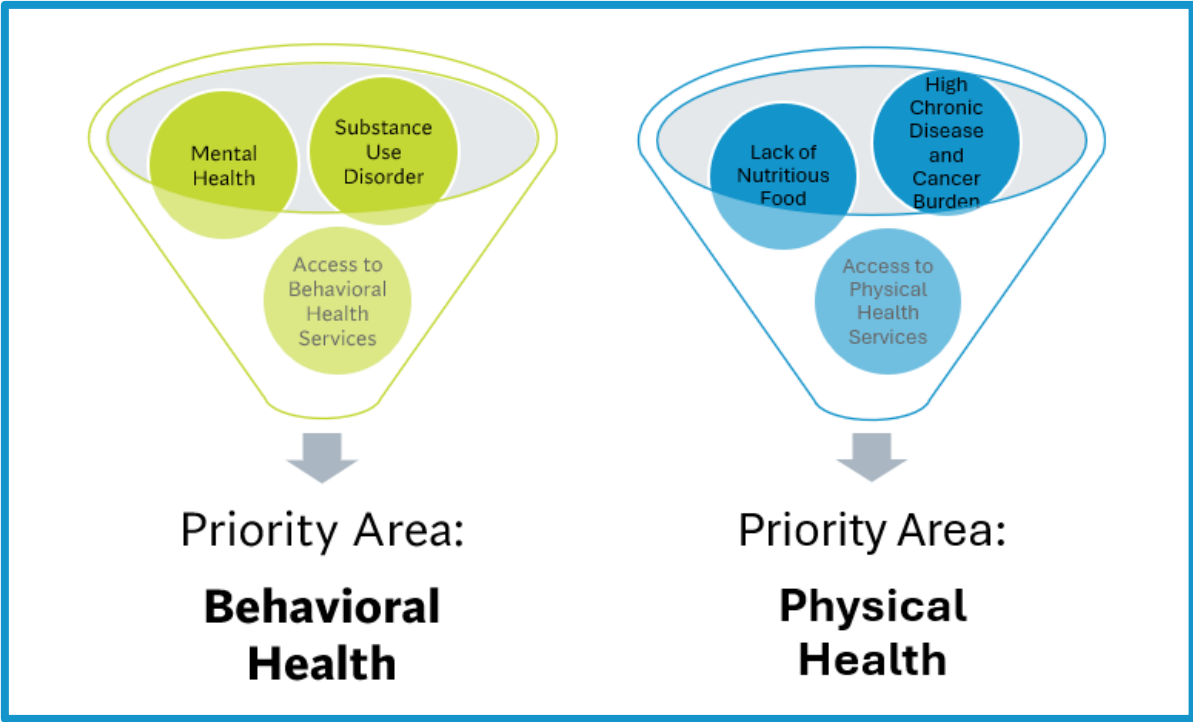 Mental
Health
Substance
Use
Disorder
Access to
Behavioral
Health
Services
Priority Area:
Behavioral
Health
Lack of
Nutritious
Food
High
Chronic
Disease
and
Cancer
Burden
Access to
Physical
Health
Services
Priority Area:
Physical
Health